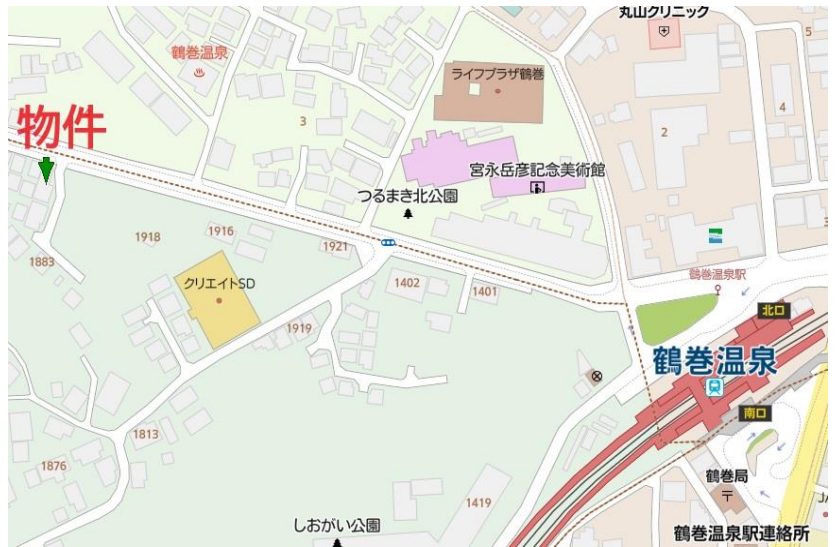 丸山クリニック
鶴巻温泉
ライフプラザ鶴巻
5
4
物件
3
2
宮永岳彦記念美術館
つるまき北公園
3
1918
1916
1921
1883
クリエイトSD
1402
1401
鶴巻温泉駅
北口
1919
鶴巻温泉
南口
1813
1876
鶴巻局
1419
JA
しおがい公園
鶴巻温泉駅連絡所